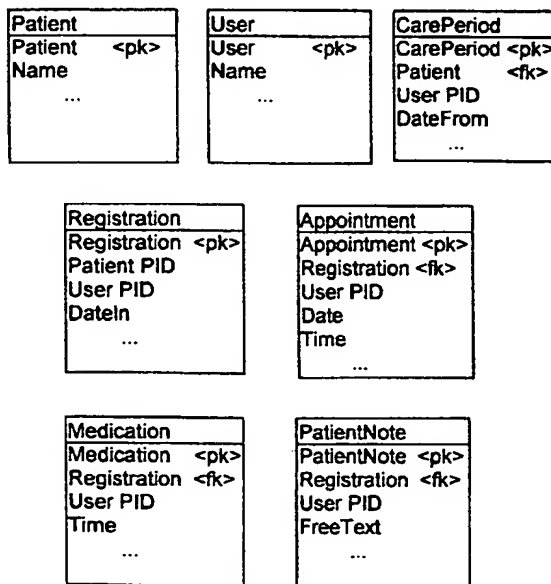 Patient
Patient <pk>
Name
...
User
User <pk>
Name
...
CarePeriod
CarePeriod <pk>
Patient <fk>
User PID
DateFrom
...
Registration
Registration <pk>
Patient PID
User PID
DateIn
...
Appointment
Appointment <pk>
Registration <fk>
User PID
Date
Time
...
Medication
Medication <pk>
Registration <fk>
User PID
Time
...
PatientNote
PatientNote <pk>
Registration <fk>
User PID
FreeText
...